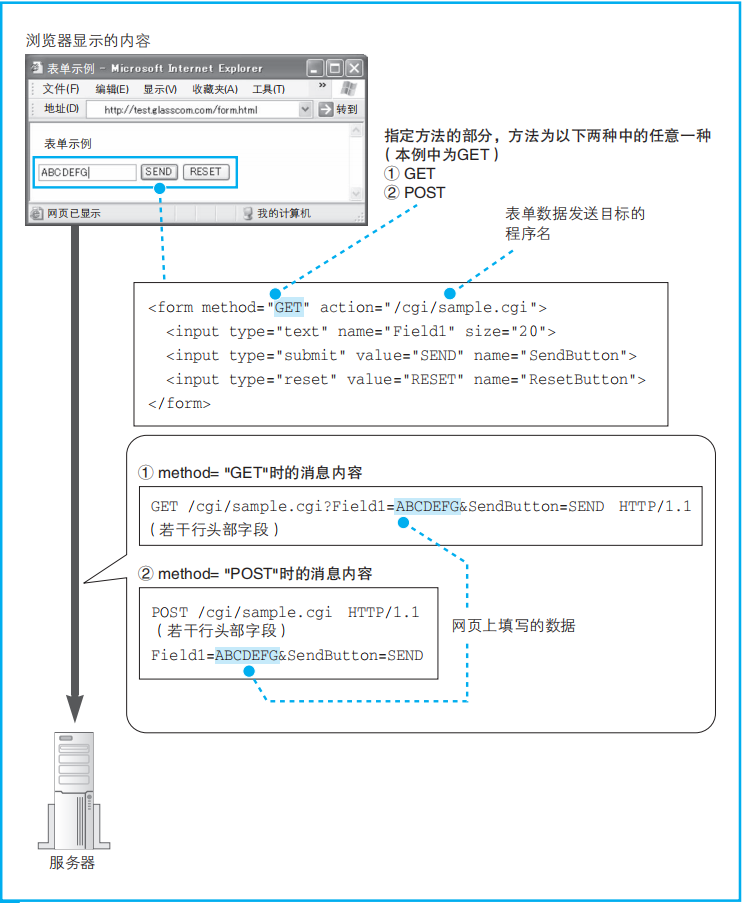 浏览器显示的内容
表单示例 - Microsoft Internet Explorer
文件(F) 编辑(E) 显示(V) 收藏夹(A) 工具(T) »
地址(D) http://test.glasscom.com/form.html 转到
表单示例
ABCDEFG SEND RESET
网页已显示 我的计算机
指定方法的部分，方法为以下两种中的任意一种
（本例中为GET）
① GET
② POST
表单数据发送目标的
程序名
<form method="GET" action="/cgi/sample.cgi">
<input type="text" name="Field1" size="20">
<input type="submit" value="SEND" name="SendButton">
<input type="reset" value="RESET" name="ResetButton">
</form>
① method= "GET"时的消息内容
GET /cgi/sample.cgi?Field1=ABCDEFG&SendButton=SEND HTTP/1.1
（若干行头部字段）
② method= "POST"时的消息内容
POST /cgi/sample.cgi HTTP/1.1
（若干行头部字段）
Field1=ABCDEFG&SendButton=SEND
网页上填写的数据
服务器